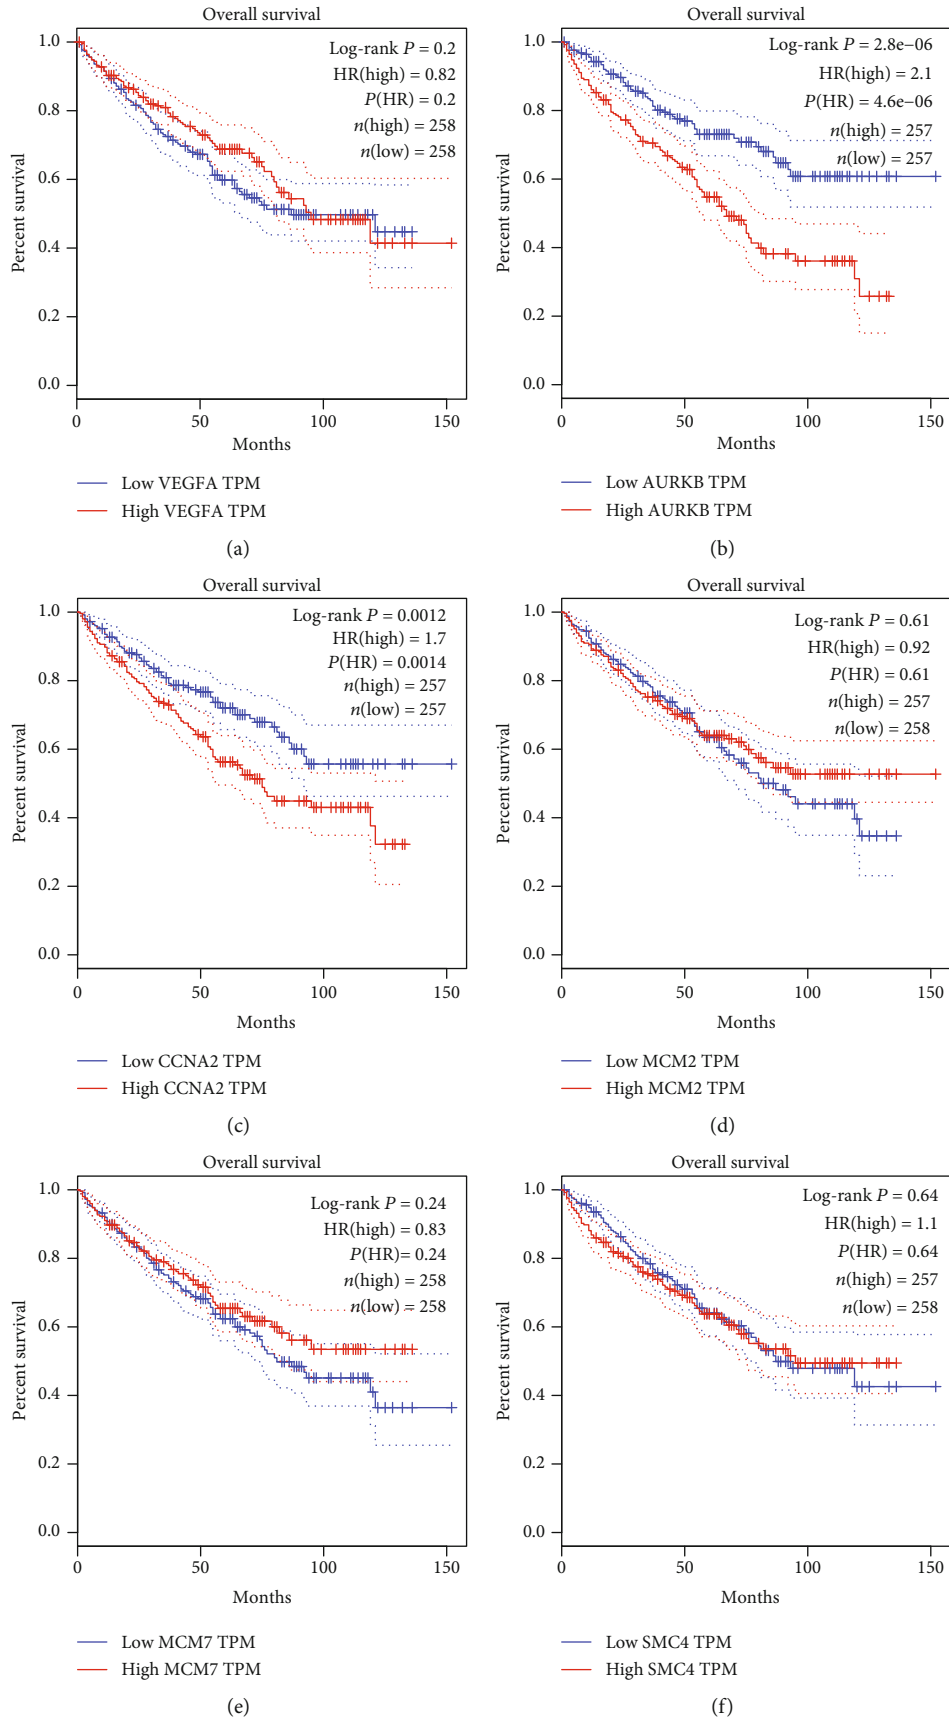 Overall survival
Log-rank P = 0.2
HR(high) = 0.82
P(HR) = 0.2
n(high) = 258
n(low) = 258
1.0
0.8
0.6
0.4
0.2
0.0
Percent survival
0 50 100 150
Months
Low VEGFA TPM
High VEGFA TPM
(a)
Overall survival
Log-rank P = 2.8e−06
HR(high) = 2.1
P(HR) = 4.6e−06
n(high) = 257
n(low) = 257
1.0
0.8
0.6
0.4
0.2
0.0
Percent survival
0 50 100 150
Months
Low AURKB TPM
High AURKB TPM
(b)
Overall survival
Log-rank P = 0.0012
HR(high) = 1.7
P(HR) = 0.0014
n(high) = 257
n(low) = 257
1.0
0.8
0.6
0.4
0.2
0.0
Percent survival
0 50 100 150
Months
Low CCNA2 TPM
High CCNA2 TPM
(c)
Overall survival
Log-rank P = 0.61
HR(high) = 0.92
P(HR) = 0.61
n(high) = 257
n(low) = 258
1.0
0.8
0.6
0.4
0.2
0.0
Percent survival
0 50 100 150
Months
Low MCM2 TPM
High MCM2 TPM
(d)
Overall survival
Log-rank P = 0.24
HR(high) = 0.83
P(HR)= 0.24
n(high) = 258
n(low) = 258
1.0
0.8
0.6
0.4
0.2
0.0
Percent survival
0 50 100 150
Months
Low MCM7 TPM
High MCM7 TPM
(e)
Overall survival
Log-rank P = 0.64
HR(high) = 1.1
P(HR) = 0.64
n(high) = 257
n(low) = 258
1.0
0.8
0.6
0.4
0.2
0.0
Percent survival
0 50 100 150
Months
Low SMC4 TPM
High SMC4 TPM
(f)